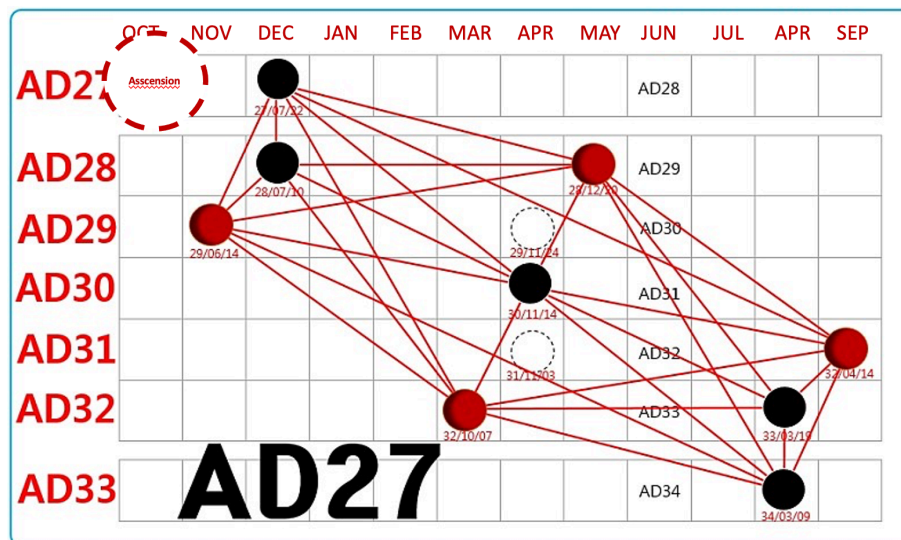 OCT NOV DEC JAN FEB MAR APR MAY JUN JUL APR SEP
AD27 Asscension AD28
27/07/22
AD28 AD29
28/07/10 28/12/20
AD29 AD30
29/06/14 29/11/24
AD30 AD31
30/11/14
AD31 AD32
31/11/03 32/04/14
AD32 AD33
32/10/07 33/03/19
AD27
AD33 AD34
34/03/09